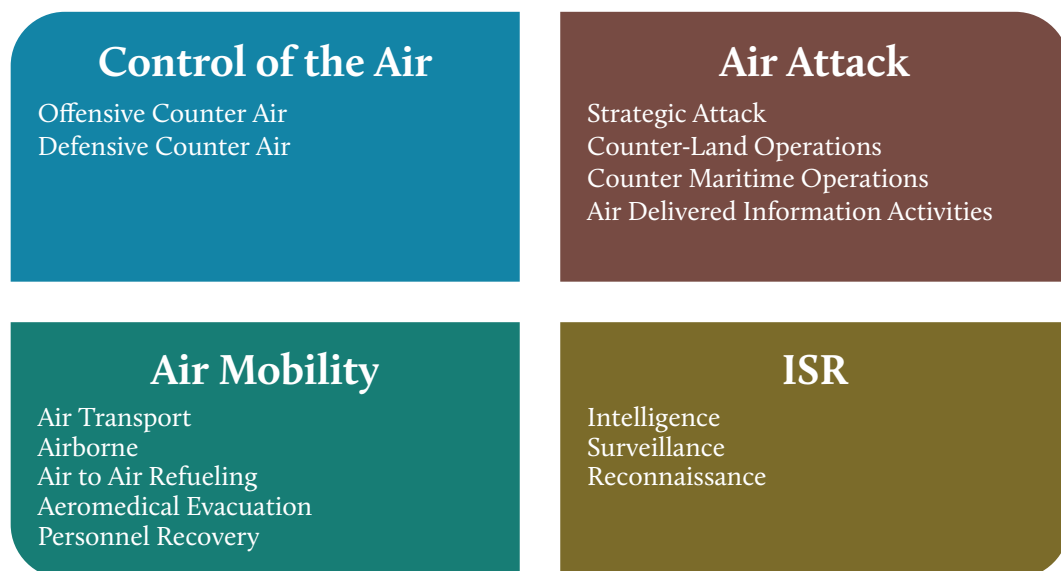 Control of the Air
Offensive Counter Air
Defensive Counter Air
Air Attack
Strategic Attack
Counter-Land Operations
Counter Maritime Operations
Air Delivered Information Activities
Air Mobility
Air Transport
Airborne
Air to Air Refueling
Aeromedical Evacuation
Personnel Recovery
ISR
Intelligence
Surveillance
Reconnaissance